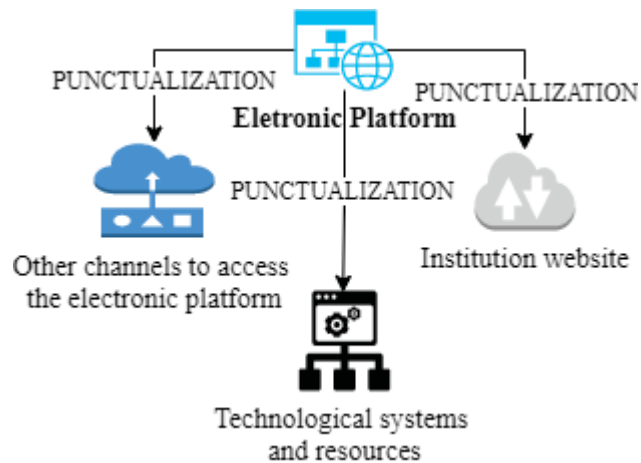 PUNCTUALIZATION
PUNCTUALIZATION
Eletronic Platform
PUNCTUALIZATION
Other channels to access
the electronic platform
Institution website
Technological systems
and resources